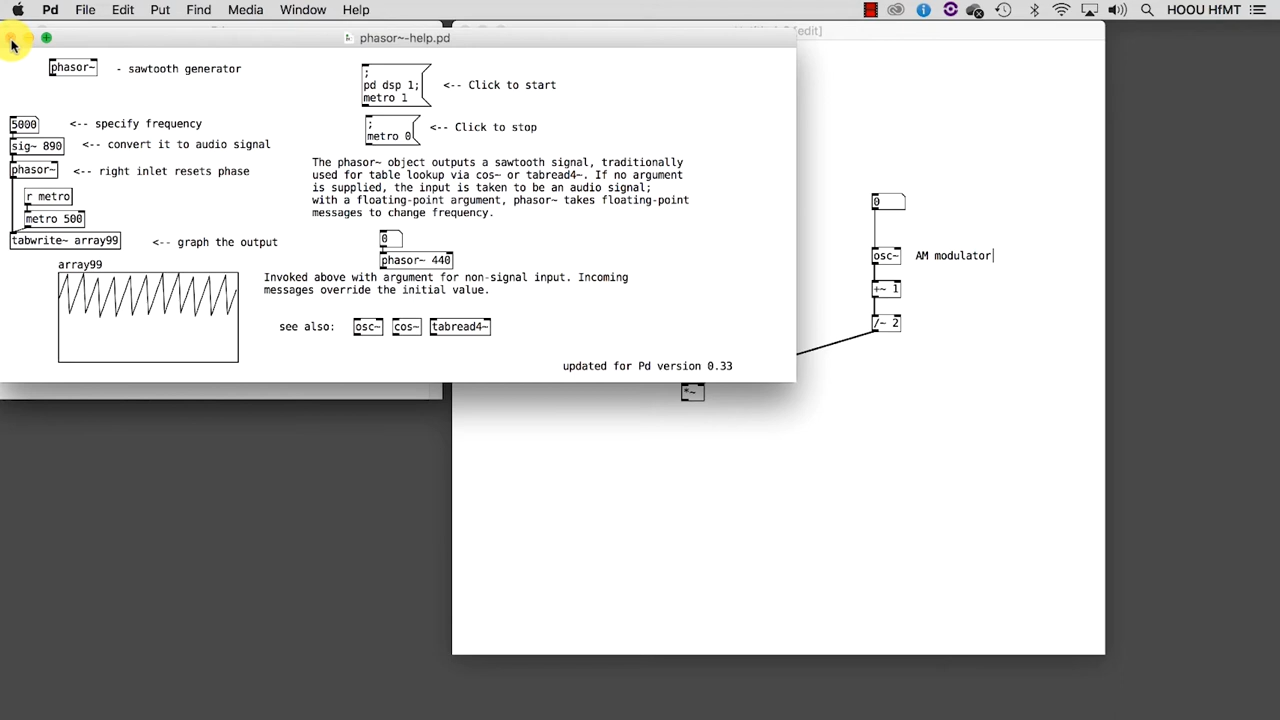 Pd File Edit Put Find Media Window Help HOOU HfMT
phasor~-help.pd
edit]
phasor~ - sawtooth generator
;
pd dsp 1;
metro 1
<-- Click to start
;
metro 0
<-- Click to stop
5000 <-- specify frequency
sig~ 890 <-- convert it to audio signal
phasor~ <-- right inlet resets phase
r metro
metro 500
tabwrite~ array99 <-- graph the output
array99
The phasor~ object outputs a sawtooth signal, traditionally
used for table lookup via cos~ or tabread4~. If no argument
is supplied, the input is taken to be an audio signal;
with a floating-point argument, phasor~ takes floating-point
messages to change frequency.
0
phasor~ 440
Invoked above with argument for non-signal input. Incoming
messages override the initial value.
see also: osc~ cos~ tabread4~
updated for Pd version 0.33
0
osc~ AM modulator
+~ 1
/~ 2
*~